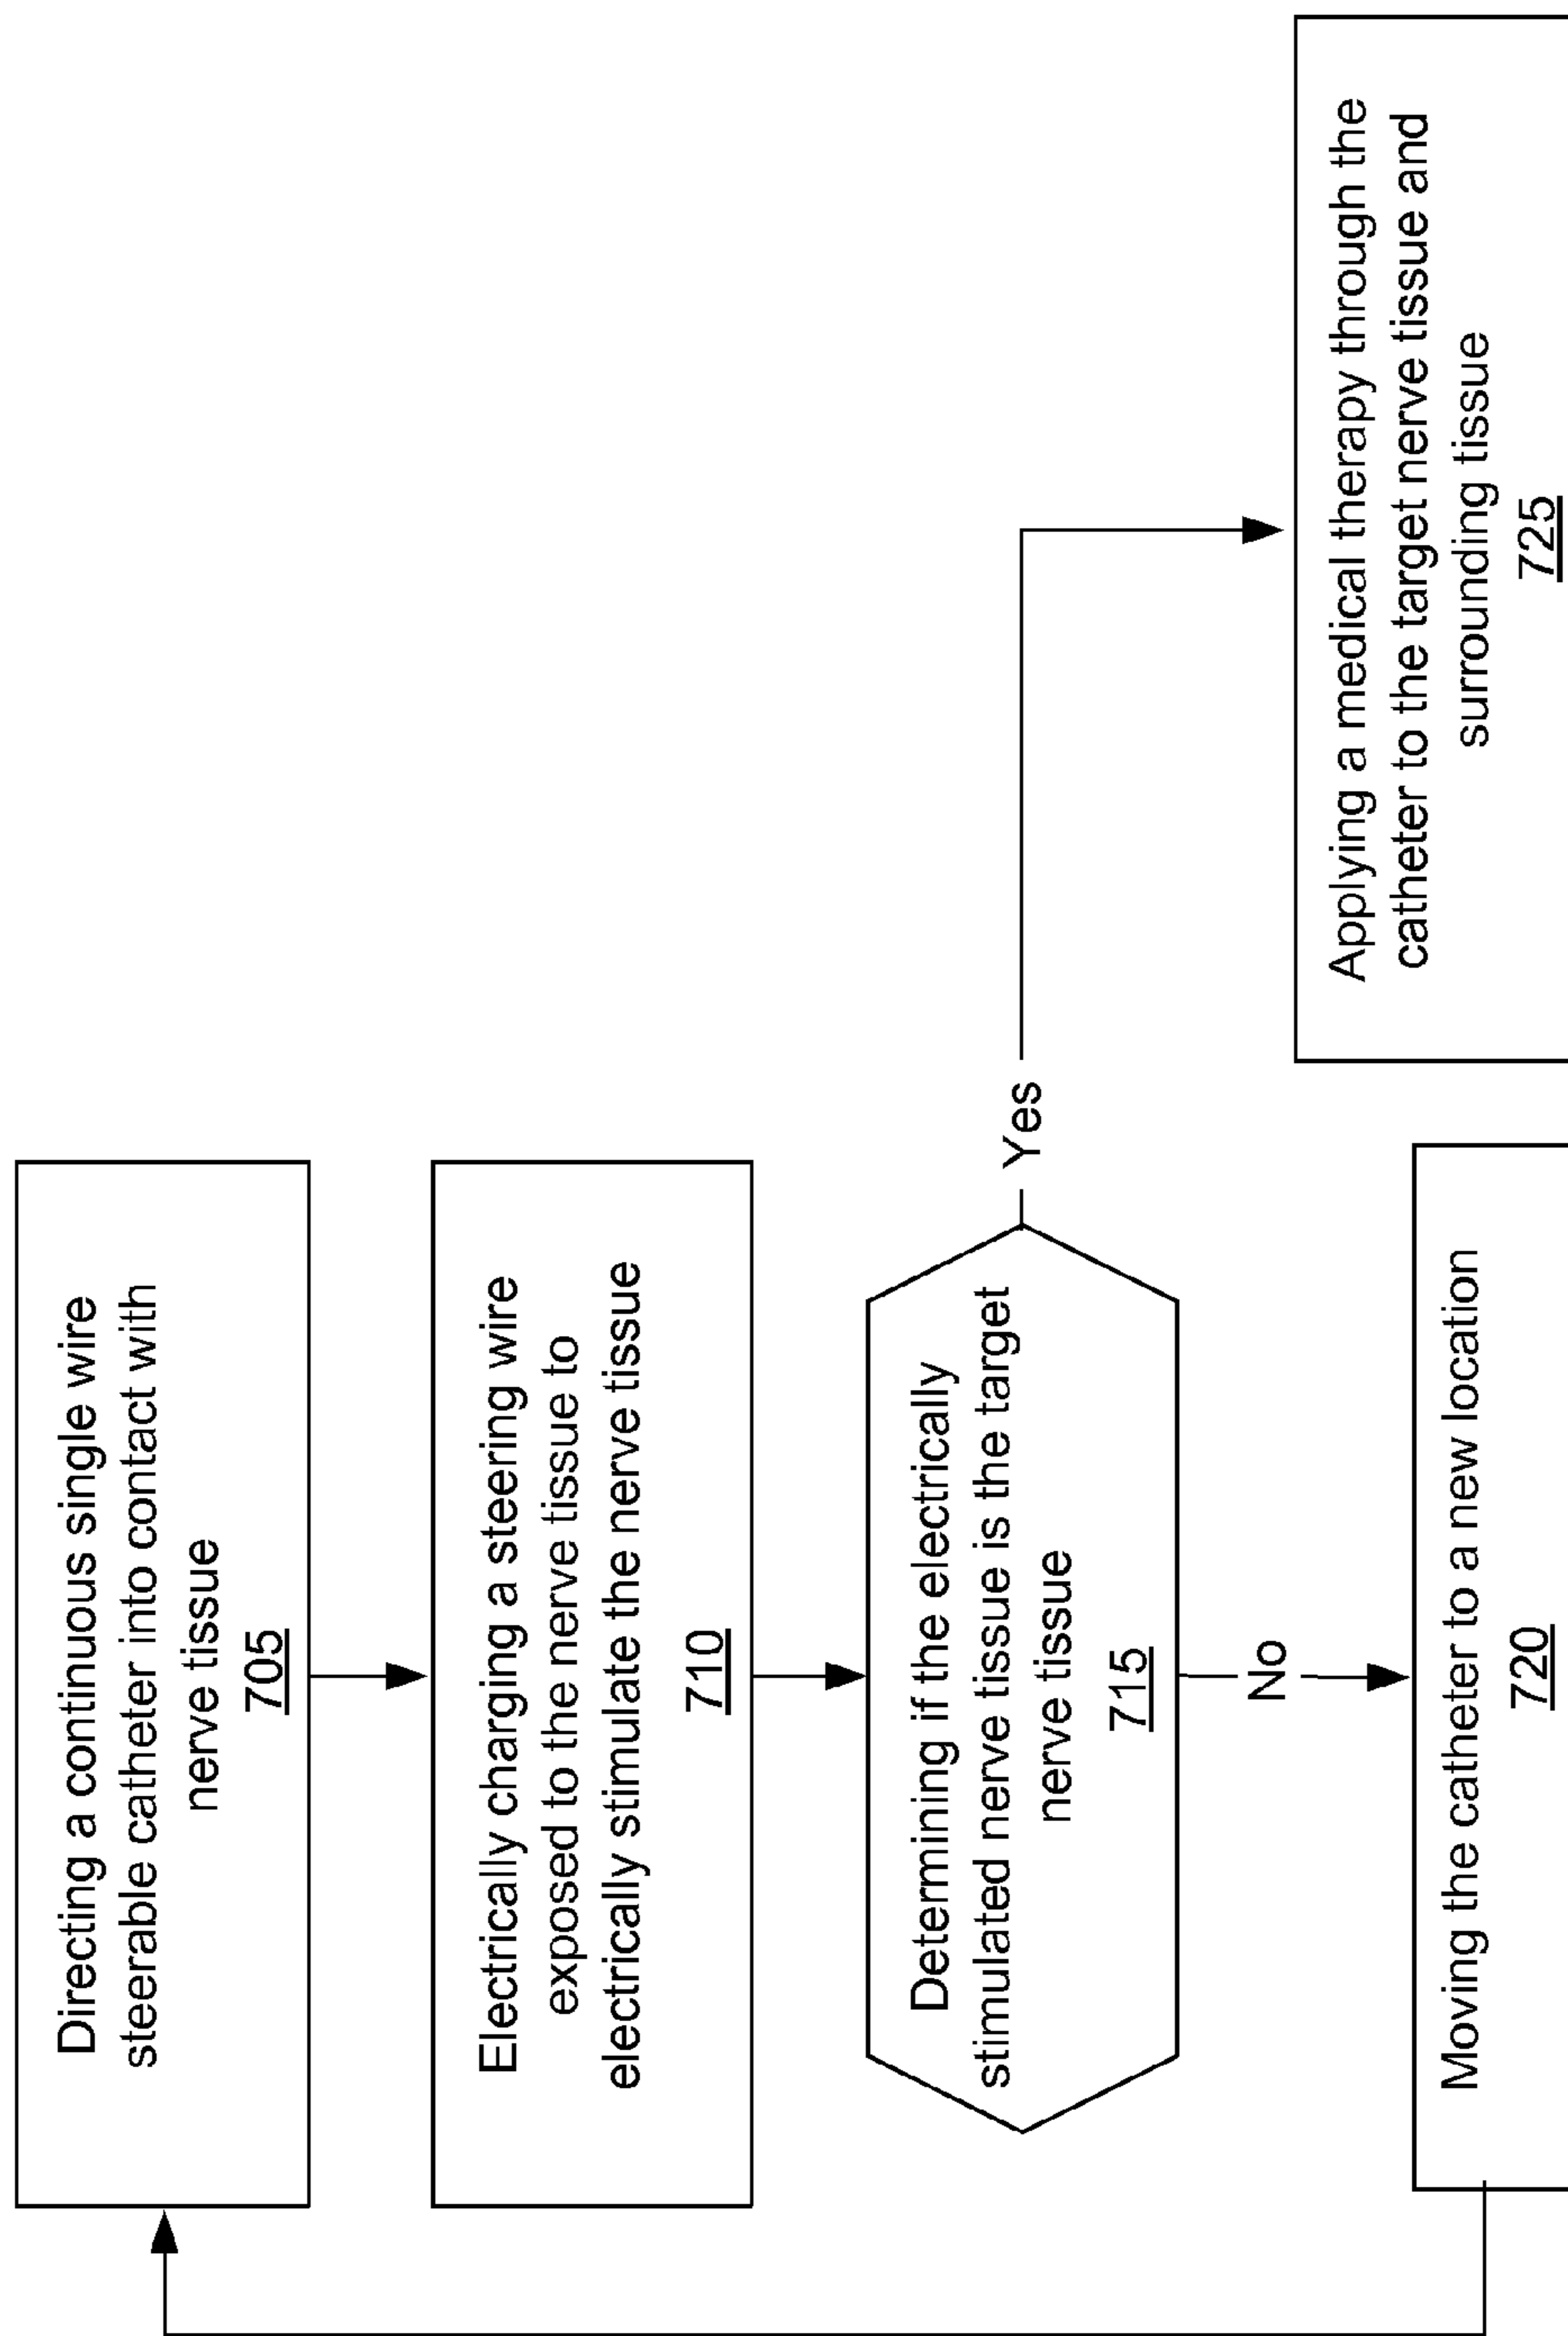 Directing a continuous single wire
steerable catheter into contact with
nerve tissue
705
Electrically charging a steering wire
exposed to the nerve tissue to
electrically stimulate the nerve tissue
710
Determining if the electrically
stimulated nerve tissue is the target
nerve tissue
715
Yes
No
Moving the catheter to a new location
720
Applying a medical therapy through the
catheter to the target nerve tissue and
surrounding tissue
725